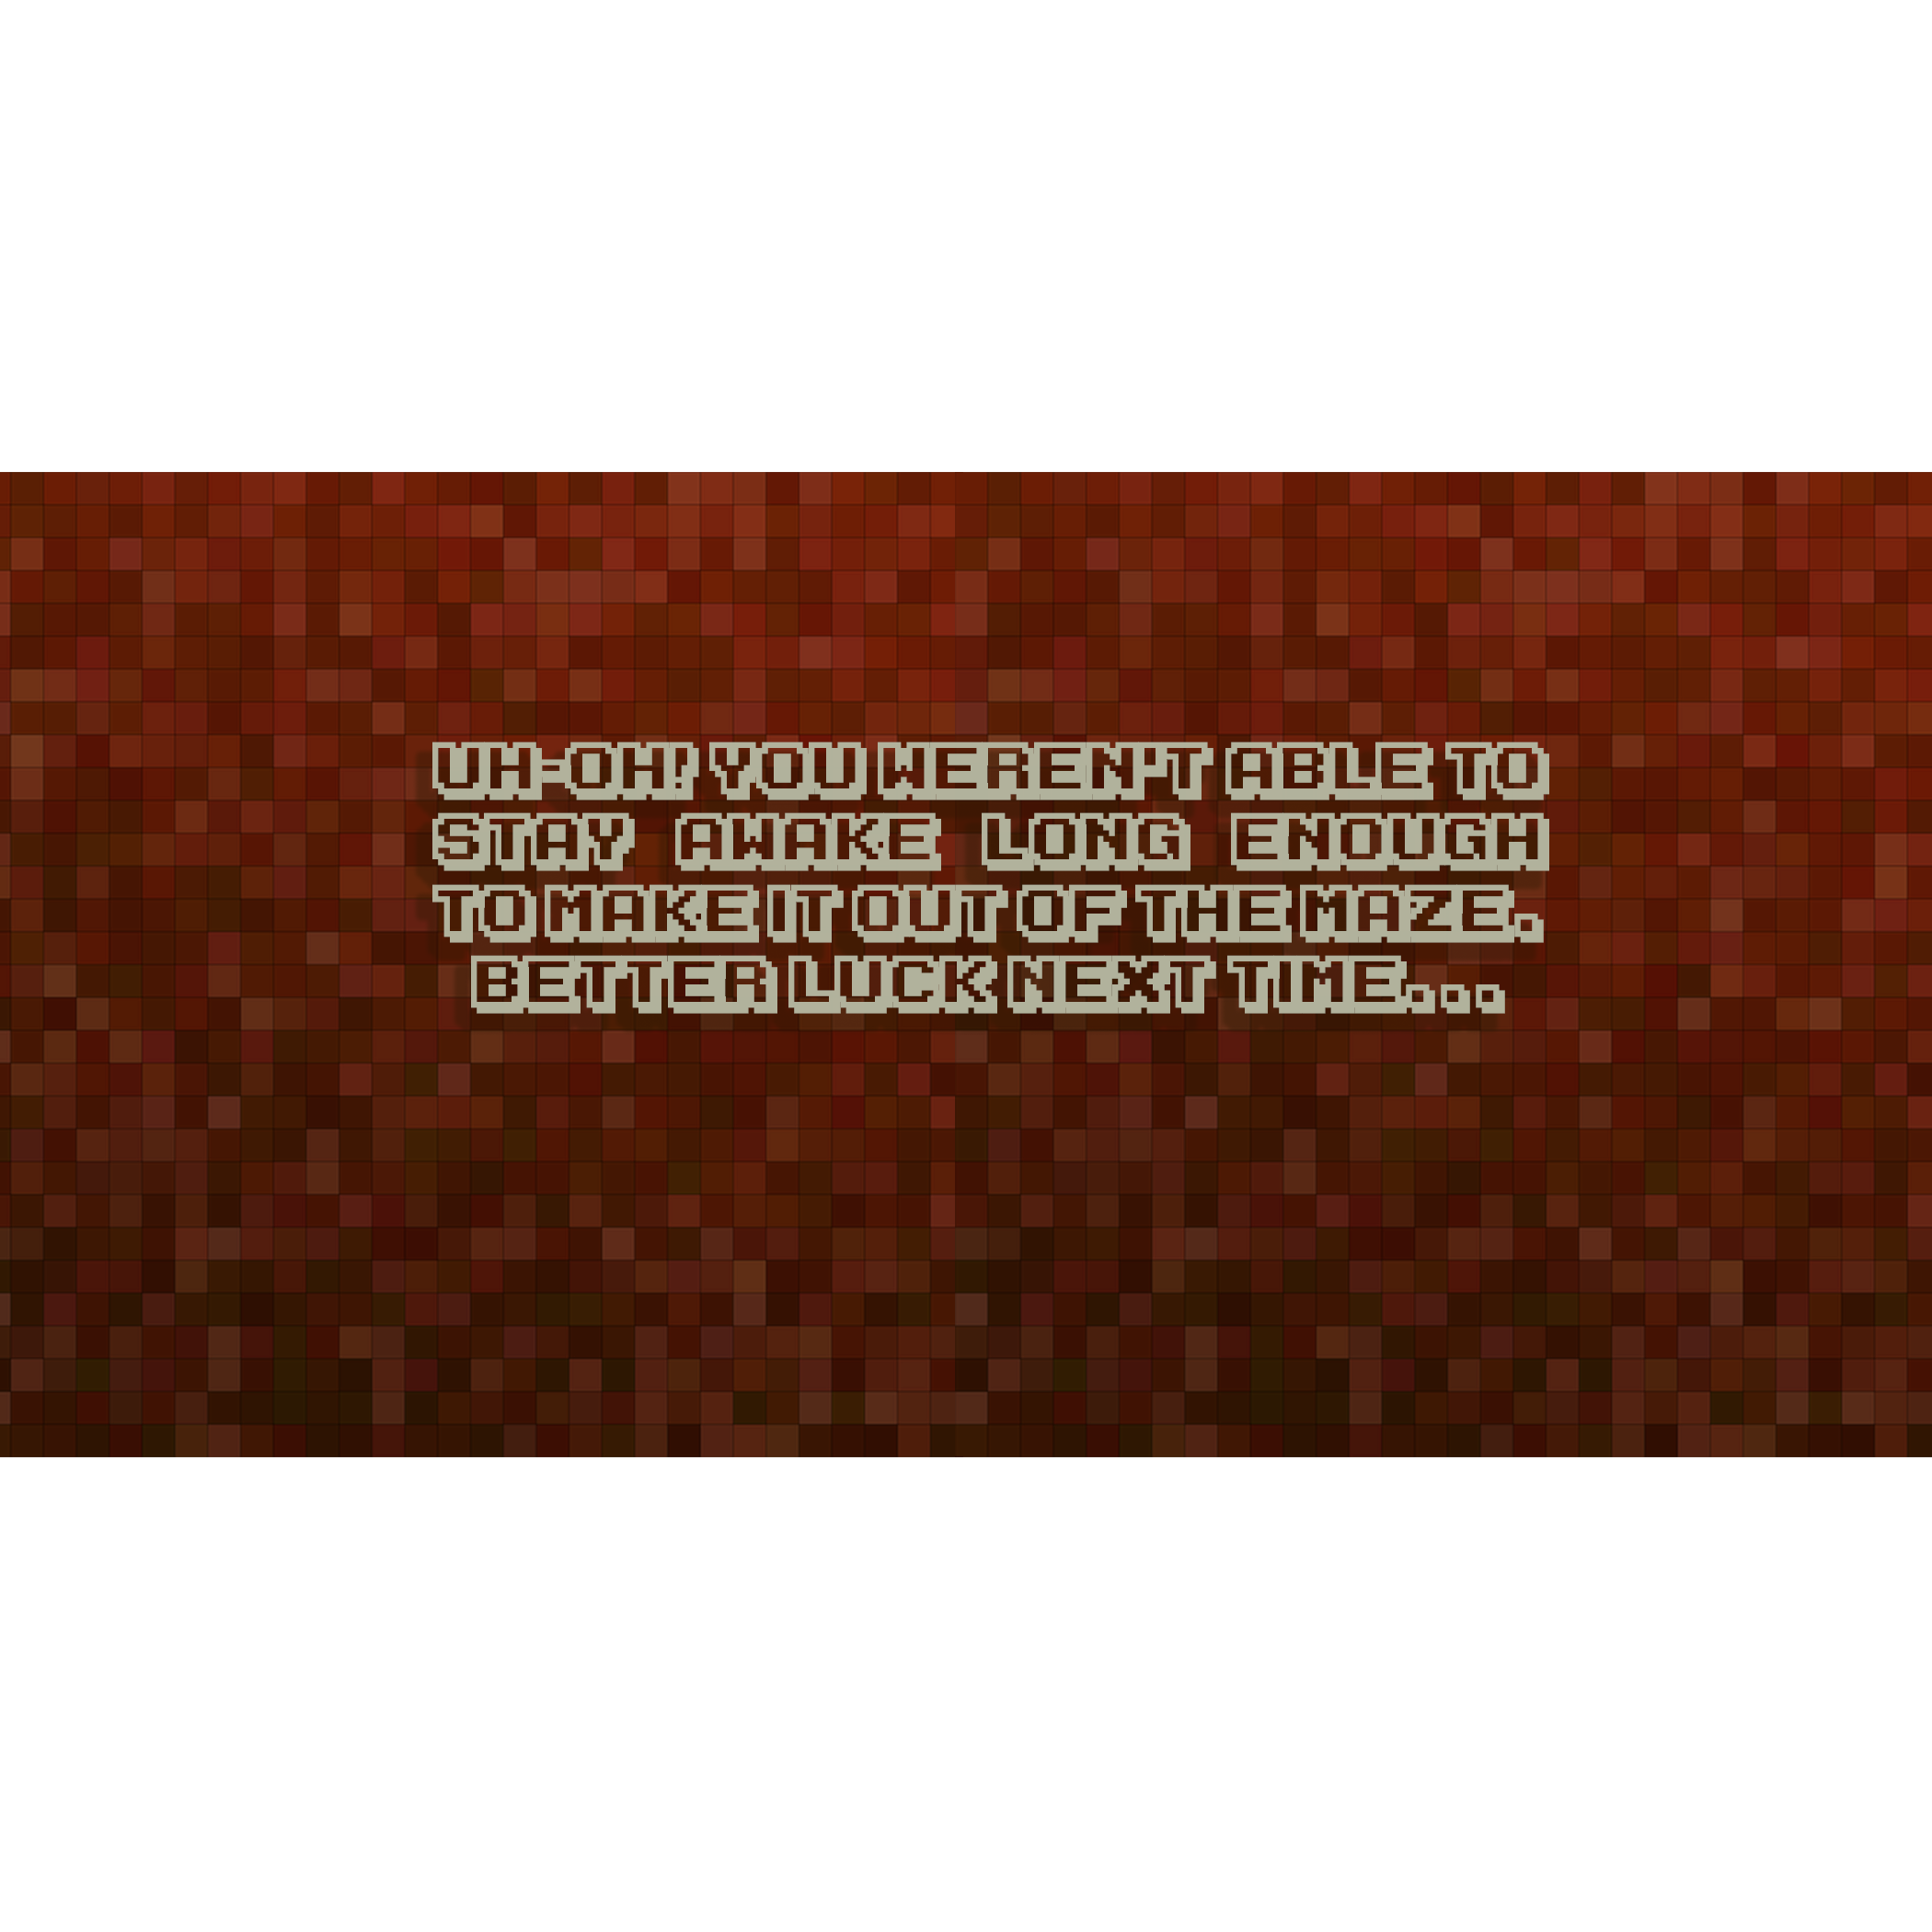 UH-OH! YOU WEREN'T ABLE TO
STAY AWAKE LONG ENOUGH
TO MAKE IT OUT OF THE MAZE.
BETTER LUCK NEXT TIME....